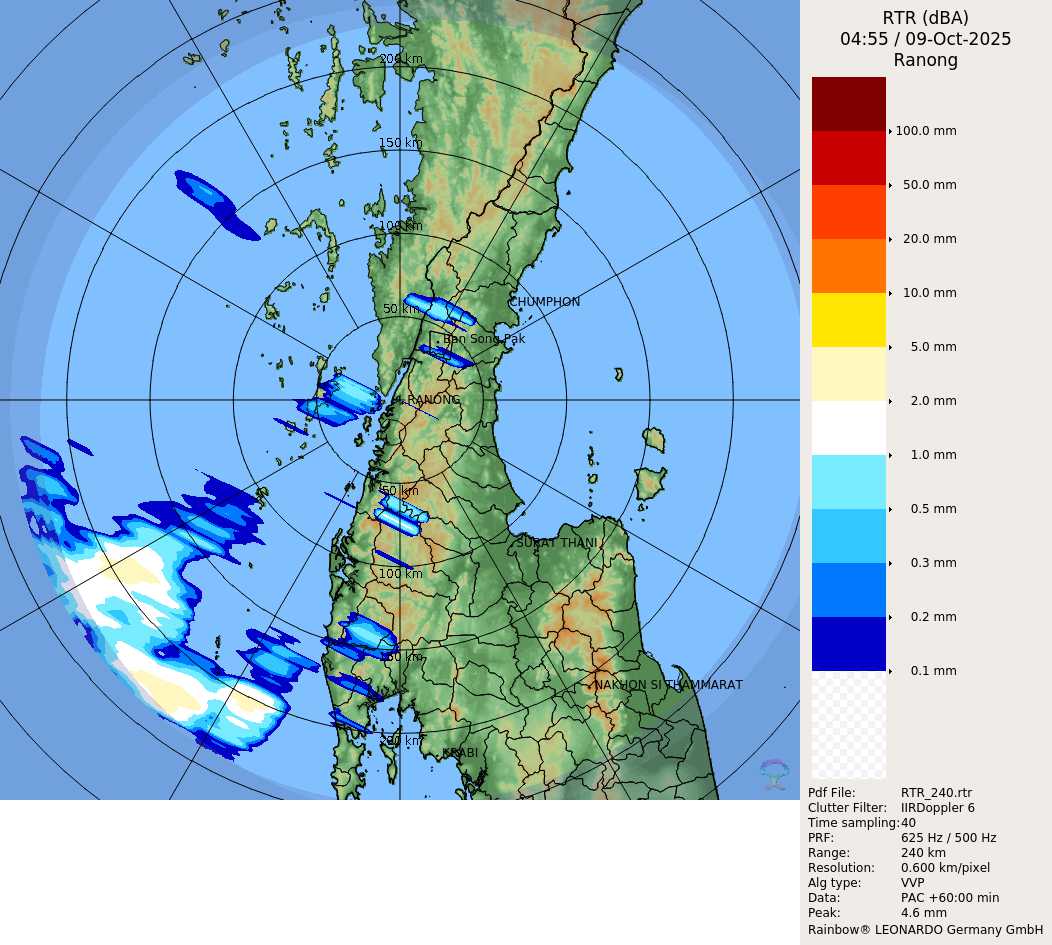 RTR (dBA)
04:55 / 09-Oct-2025
Ranong
200 km
150 km
100 km
50 km
CHUMPHON
Ban Song Pak
RANONG
50 km
SURAT THANI
100 km
150 km
NAKHON SI THAMMARAT
200 km
KRABI
100.0 mm
50.0 mm
20.0 mm
10.0 mm
5.0 mm
2.0 mm
1.0 mm
0.5 mm
0.3 mm
0.2 mm
0.1 mm
Pdf File: RTR_240.rtr
Clutter Filter: IIRDoppler 6
Time sampling:40
PRF: 625 Hz / 500 Hz
Range: 240 km
Resolution: 0.600 km/pixel
Alg type: VVP
Data: PAC +60:00 min
Peak: 4.6 mm
Rainbow® LEONARDO Germany GmbH